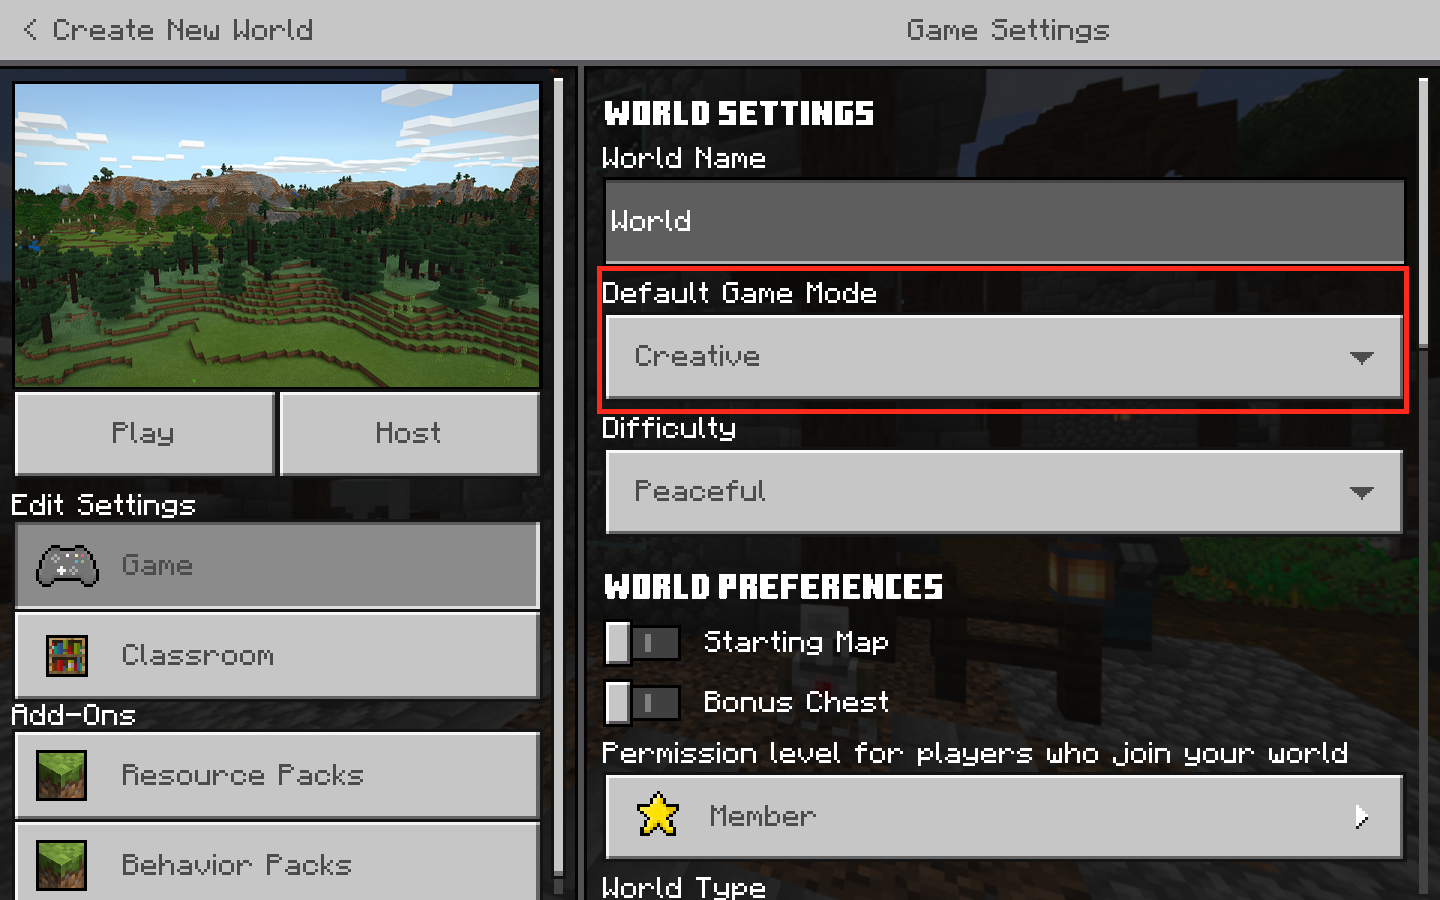 Create New World
Game Settings
Play
Host
Edit Settings
Game
Classroom
Add-Ons
Resource Packs
Behavior Packs
WORLD SETTINGS
World Name
World
Default Game Mode
Creative
Difficulty
Peaceful
WORLD PREFERENCES
Starting Map
Bonus Chest
Permission level for players who join your world
Member
World Type